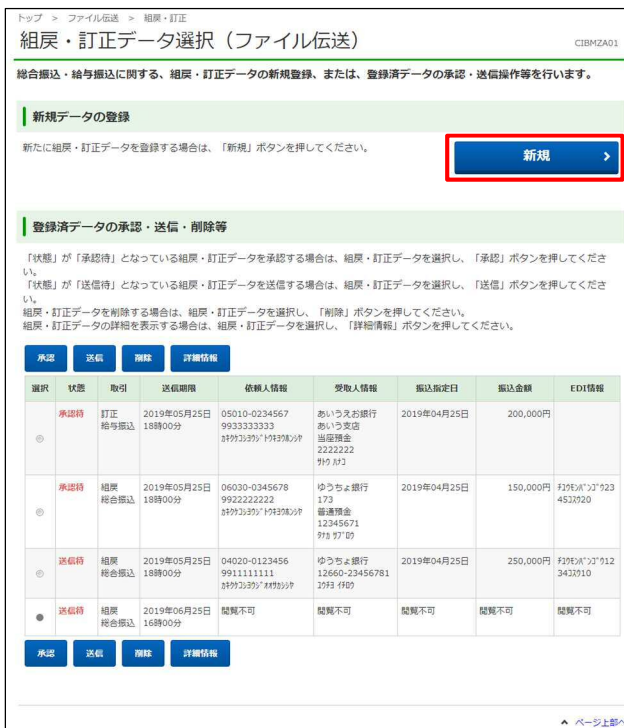 トップ > ファイル伝送 > 組戻・訂正
組戻・訂正データ選択（ファイル伝送）
CIBMZA01
総合振込・給与振込に関する、組戻・訂正データの新規登録、または、登録済データの承認・送信操作等を行います。
新規データの登録
新たに組戻・訂正データを登録する場合は、「新規」ボタンを押してください。
新規
登録済データの承認・送信・削除等
「状態」が「承認待」となっている組戻・訂正データを承認する場合は、組戻・訂正データを選択し、「承認」ボタンを押してくださ
い。
「状態」が「送信待」となっている組戻・訂正データを送信する場合は、組戻・訂正データを選択し、「送信」ボタンを押してくださ
い。
組戻・訂正データを削除する場合は、組戻・訂正データを選択し、「削除」ボタンを押してください。
組戻・訂正データの詳細を表示する場合は、組戻・訂正データを選択し、「詳細情報」ボタンを押してください。
承認 送信 削除 詳細情報
選択 状態 取引 送信期限 依頼人情報 受取人情報 振込指定日 振込金額 EDI情報
承認待 訂正 2019年05月25日 05010-0234567 あいうえお銀行 2019年04月25日 200,000円
給与振込 18時00分 9933333333 あいう支店
当座預金
2222222
ｻﾄｳ ﾊﾅｺ
承認待 組戻 2019年05月25日 06030-0345678 ゆうちょ銀行 2019年04月25日 150,000円
総合振込 18時00分 9922222222 173
普通預金
12345671
ﾀﾅｶ ｻﾌﾞﾛｳ
送信待 組戻 2019年05月25日 04020-0123456 ゆうちょ銀行 2019年04月25日 250,000円
総合振込 18時00分 9911111111 12660-23456781
送信待 組戻 2019年06月25日 閲覧不可 閲覧不可 閲覧不可 閲覧不可 閲覧不可
総合振込 16時00分
承認 送信 削除 詳細情報
ページ上部へ